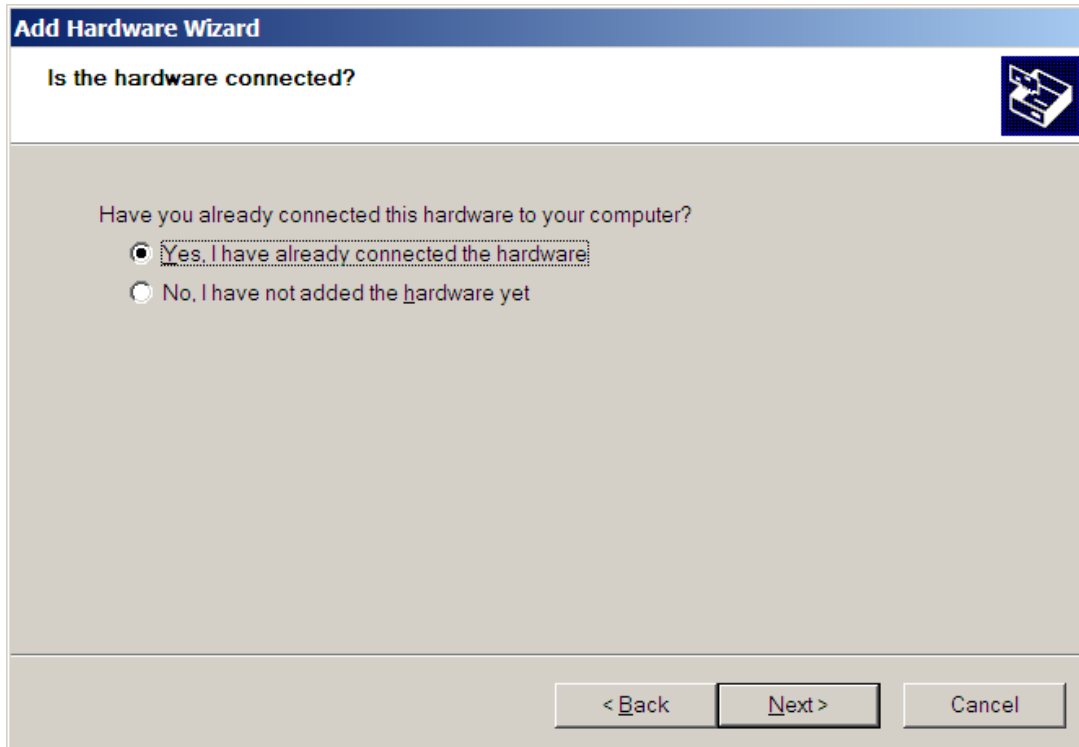 Add Hardware Wizard
Is the hardware connected?
Have you already connected this hardware to your computer?
Yes, I have already connected the hardware
No, I have not added the hardware yet
< Back
Next >
Cancel